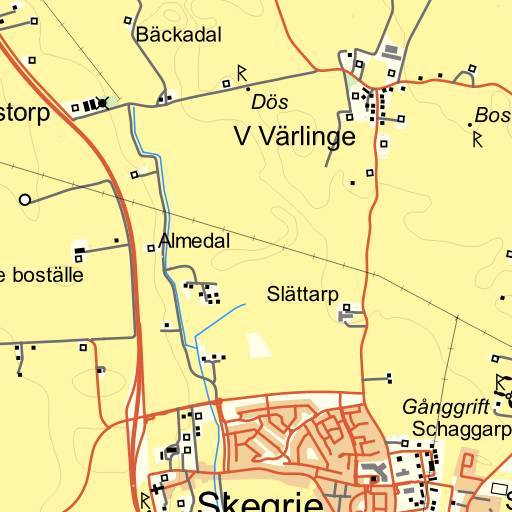 Bäckadal
storp
Dös
Bos
V Värlinge
Almedal
e boställe
Slättarp
Gånggrift
Schaggarp
Skegrie
S